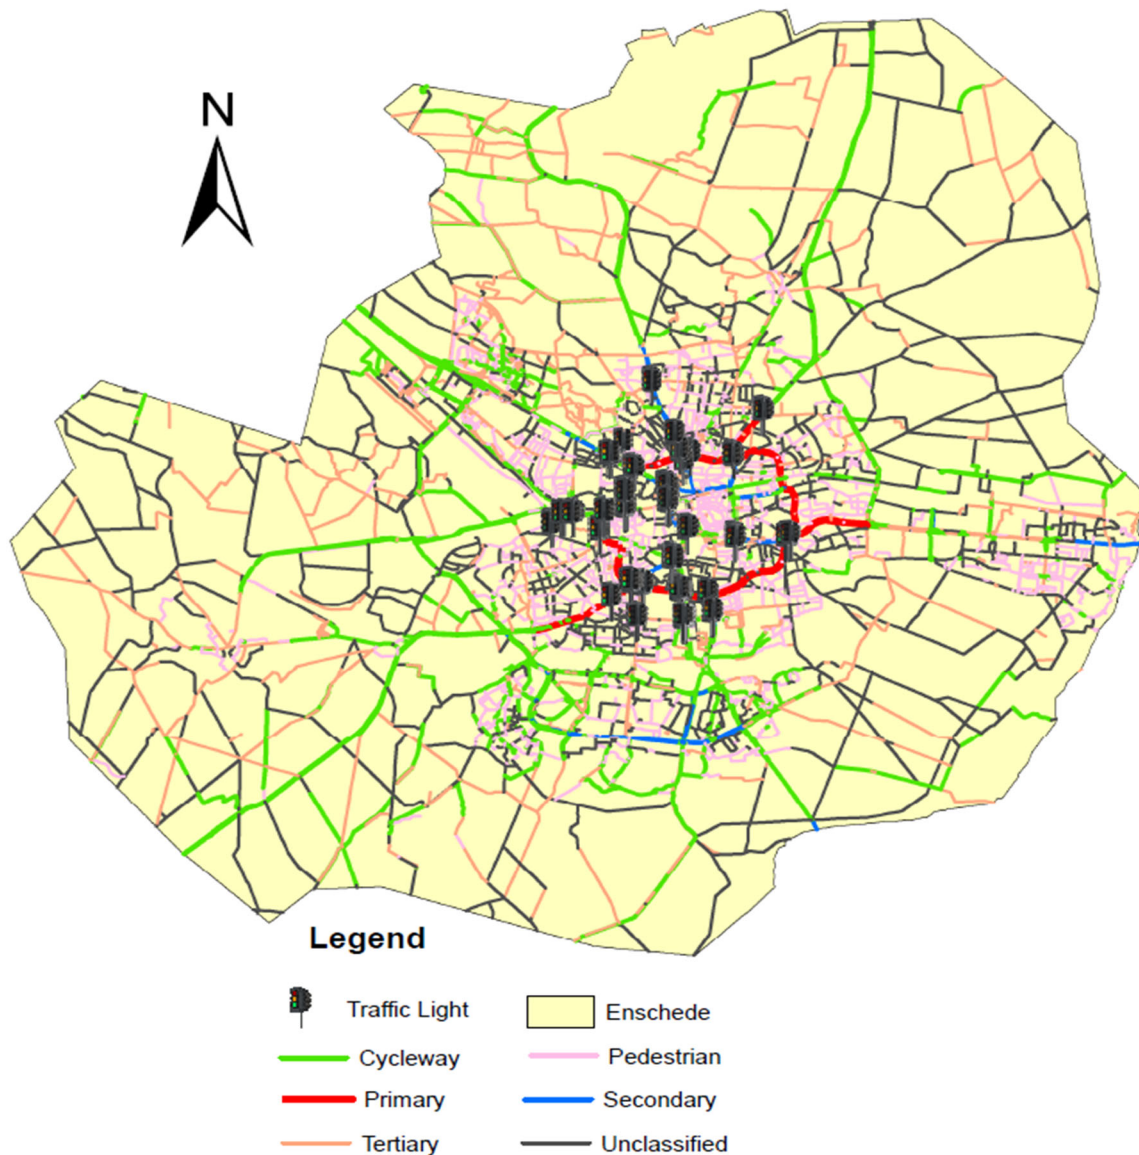 N
Legend
Traffic Light
Enschede
Cycleway
Pedestrian
Primary
Secondary
Tertiary
Unclassified